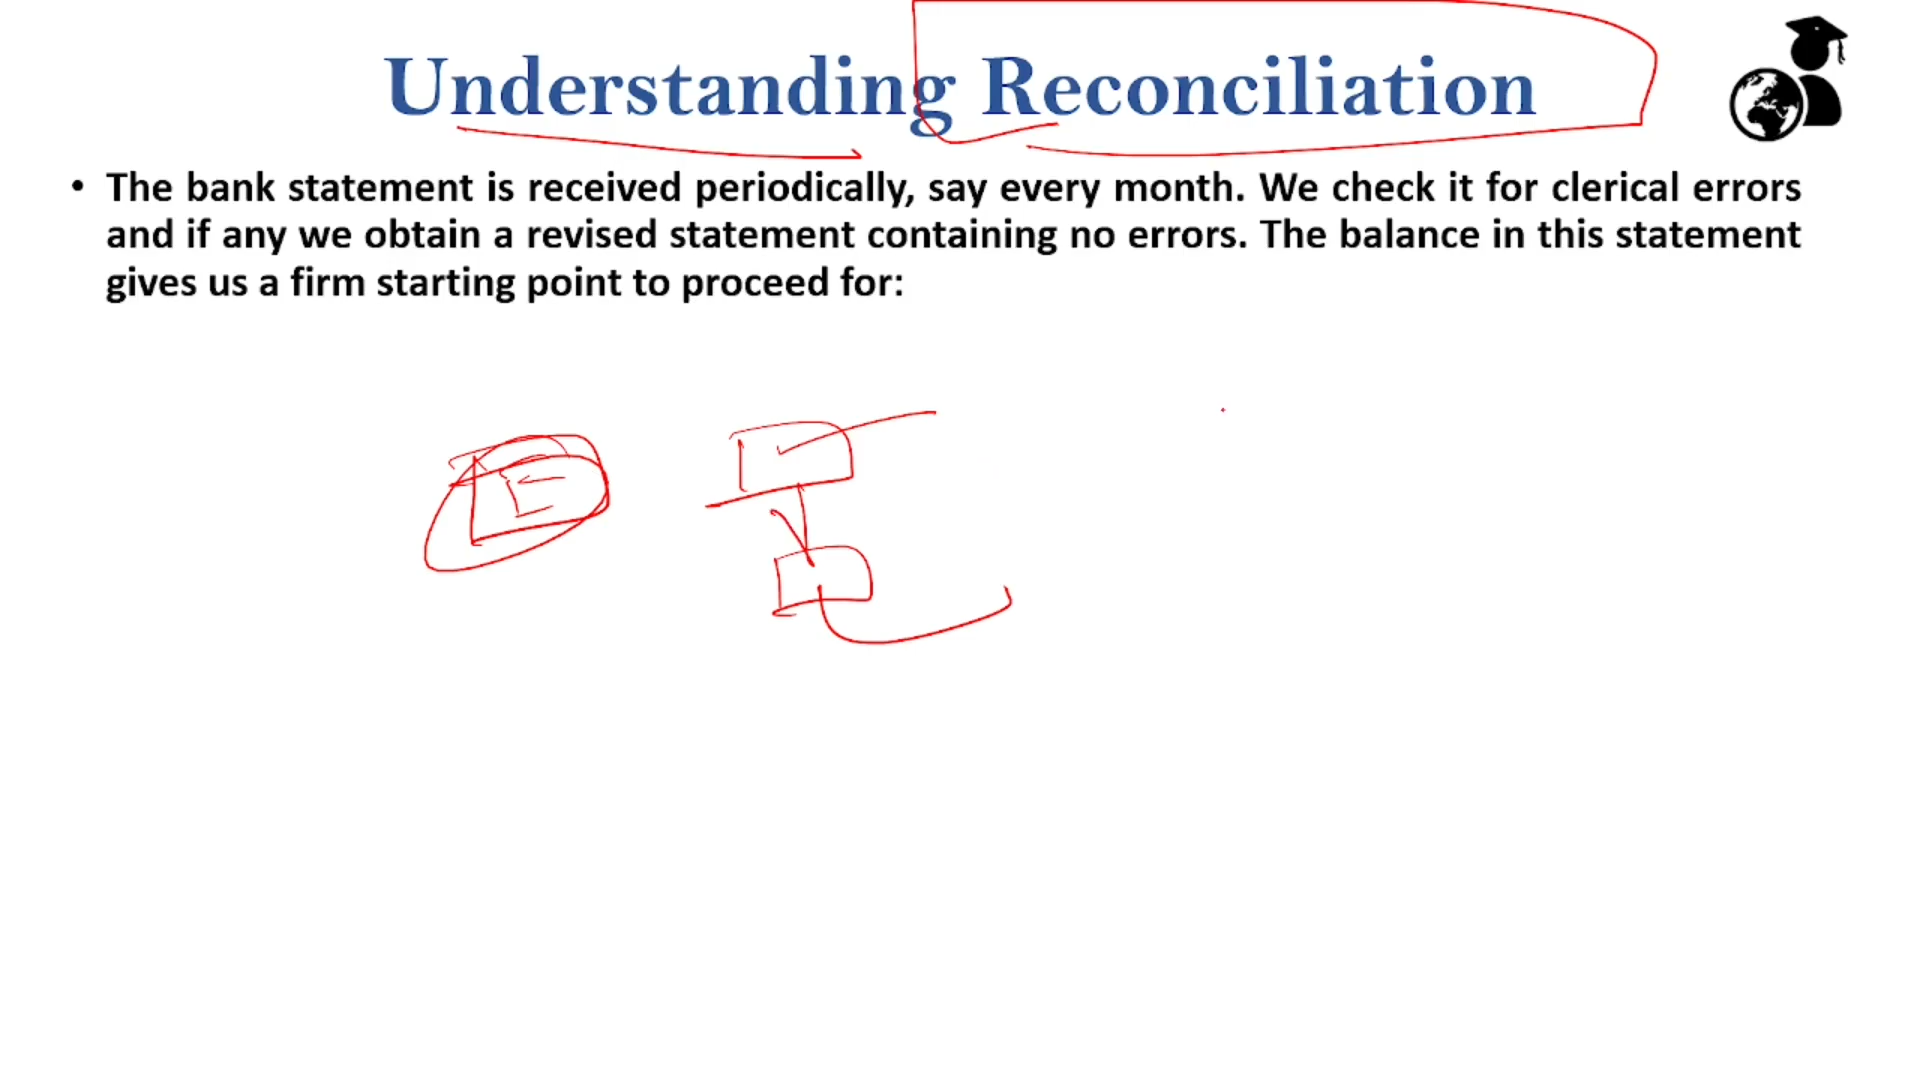 Understanding Reconciliation
• The bank statement is received periodically, say every month. We check it for clerical errors
and if any we obtain a revised statement containing no errors. The balance in this statement
gives us a firm starting point to proceed for:
E